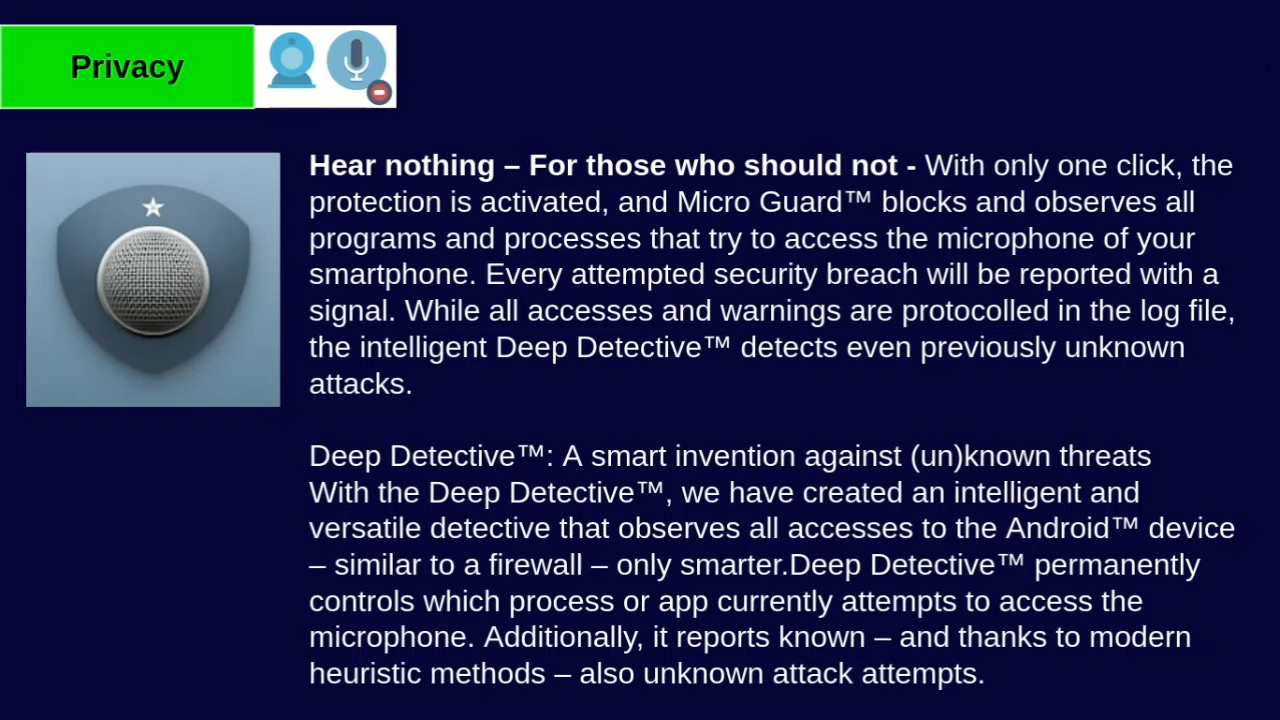 Privacy
Hear nothing – For those who should not - With only one click, the
protection is activated, and Micro Guard™ blocks and observes all
programs and processes that try to access the microphone of your
smartphone. Every attempted security breach will be reported with a
signal. While all accesses and warnings are protocolled in the log file,
the intelligent Deep Detective™ detects even previously unknown
attacks.
Deep Detective™: A smart invention against (un)known threats
With the Deep Detective™, we have created an intelligent and
versatile detective that observes all accesses to the Android™ device
– similar to a firewall – only smarter.Deep Detective™ permanently
controls which process or app currently attempts to access the
microphone. Additionally, it reports known – and thanks to modern
heuristic methods – also unknown attack attempts.